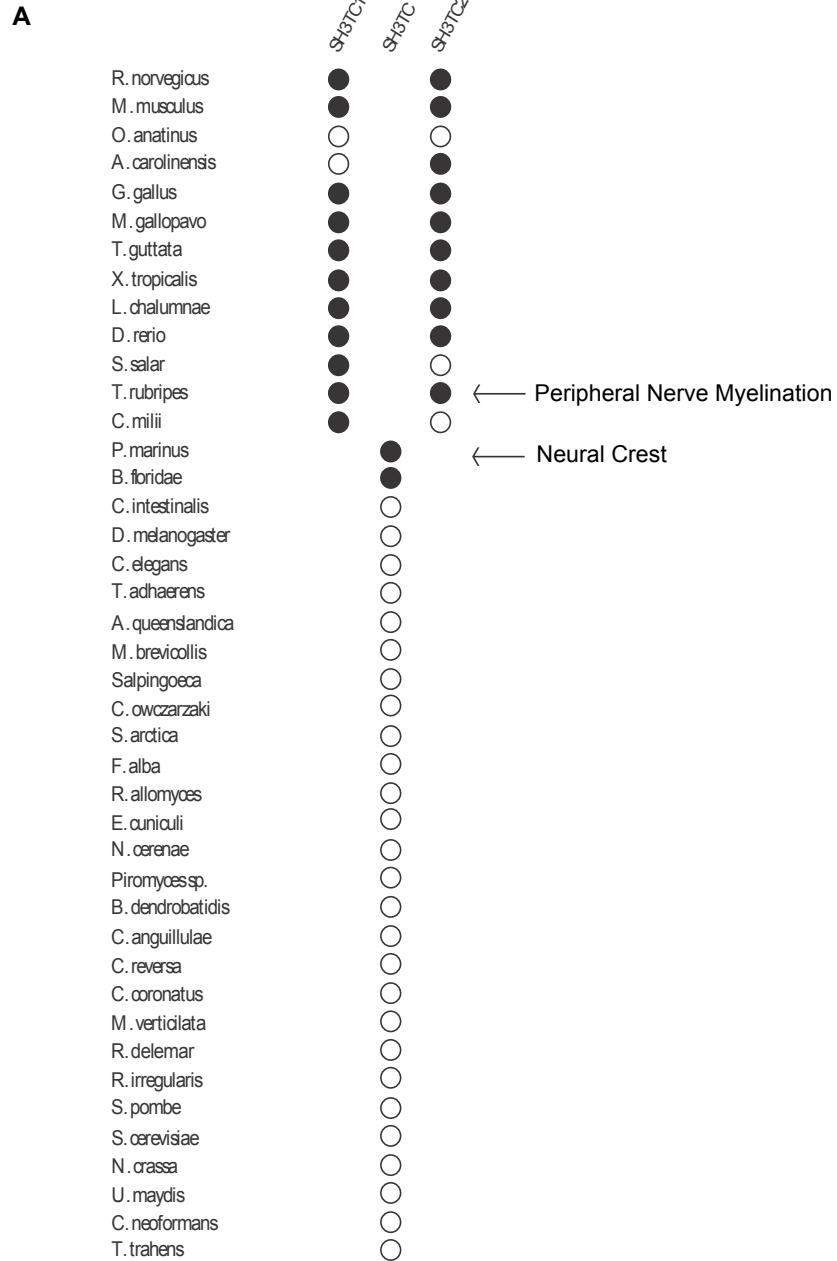 A
SH3TC1 SH3TC SH3TC2
R. norvegicus
M. musculus
O. anatinus
A. carolinensis
G. gallus
M. gallopavo
T. guttata
X. tropicalis
L. chalumnae
D. rerio
S. salar
T. rubripes Peripheral Nerve Myelination
C. milii
P. marinus Neural Crest
B. floridae
C. intestinalis
D. melanogaster
C. elegans
T. adhaerens
A. queenslandica
M. brevicollis
Salpingoeca
C. owczarzaki
S. arctica
F. alba
R. allomyces
E. cuniculi
N. cerenae
Piromyces sp.
B. dendrobatidis
C. anguillulae
C. reversa
C. coronatus
M. verticilata
R. delemar
R. irregularis
S. pombe
S. cerevisiae
N. crassa
U. maydis
C. neoformans
T. trahens